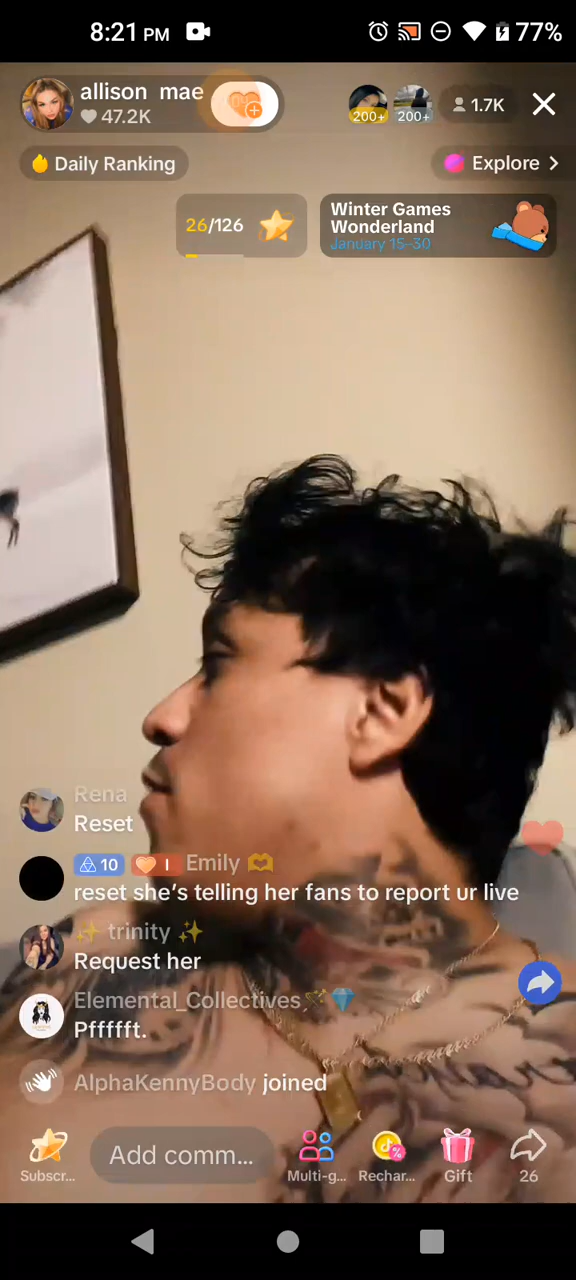 8:21 PM
77%
allison mae
47.2K
200+
200+
1.7K
Daily Ranking
Explore
26/126
Winter Games
Wonderland
January 15-30
Rena
Reset
10
I
Emily
reset she's telling her fans to report ur live
trinity
Request her
Elemental_Collectives
Pffffft.
AlphaKennyBody joined
Subscr...
Add comm...
Multi-g...
Rechar...
Gift
26